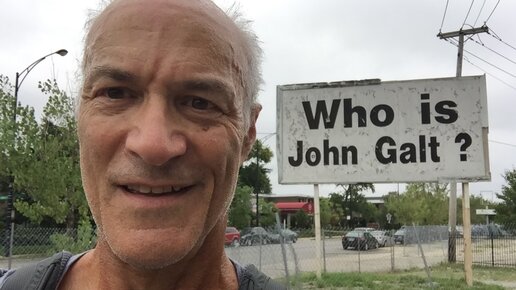 Who is
John Galt ?